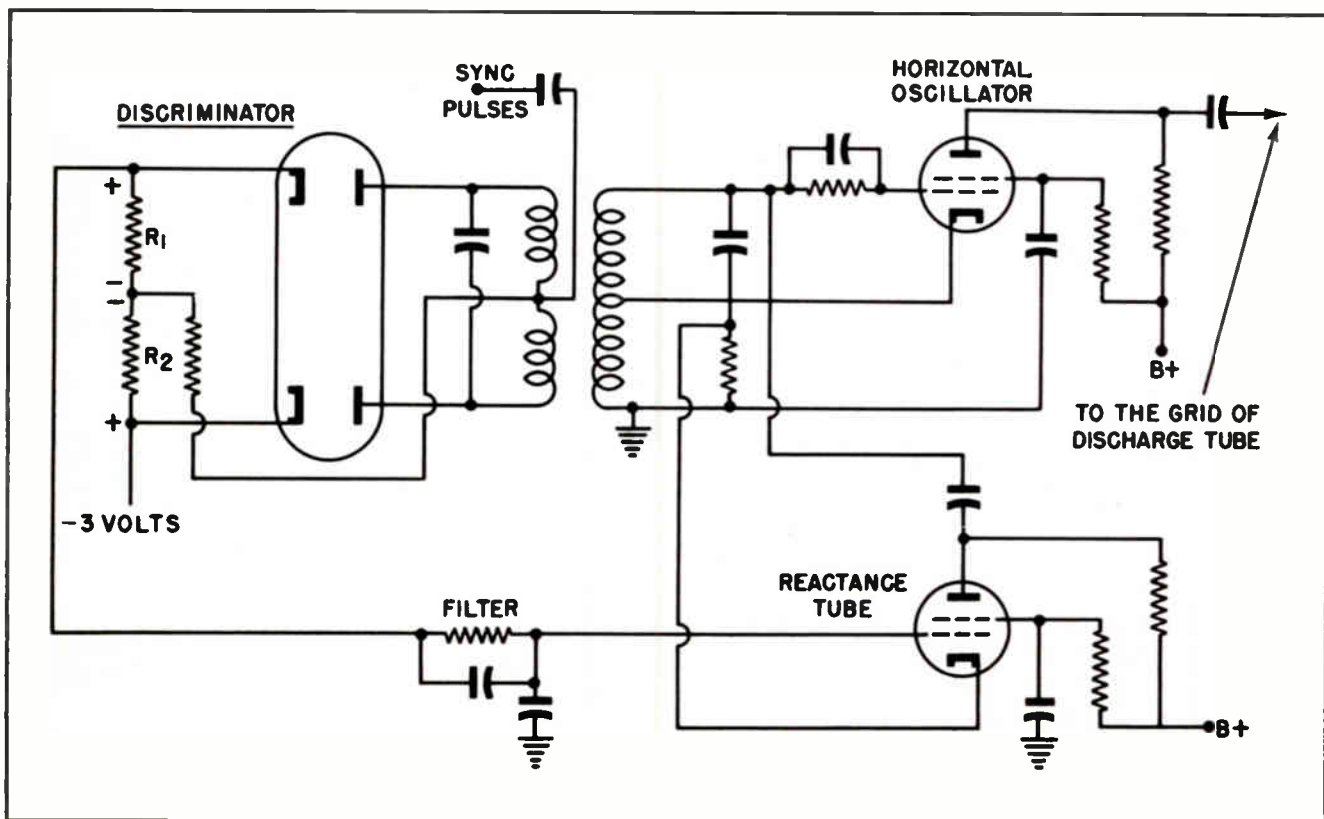 SYNC
PULSES
HORIZONTAL
OSCILLATOR
DISCRIMINATOR
+
R1
–
–
R2
+
–3 VOLTS
B+
TO THE GRID OF
DISCHARGE TUBE
REACTANCE
TUBE
FILTER
B+